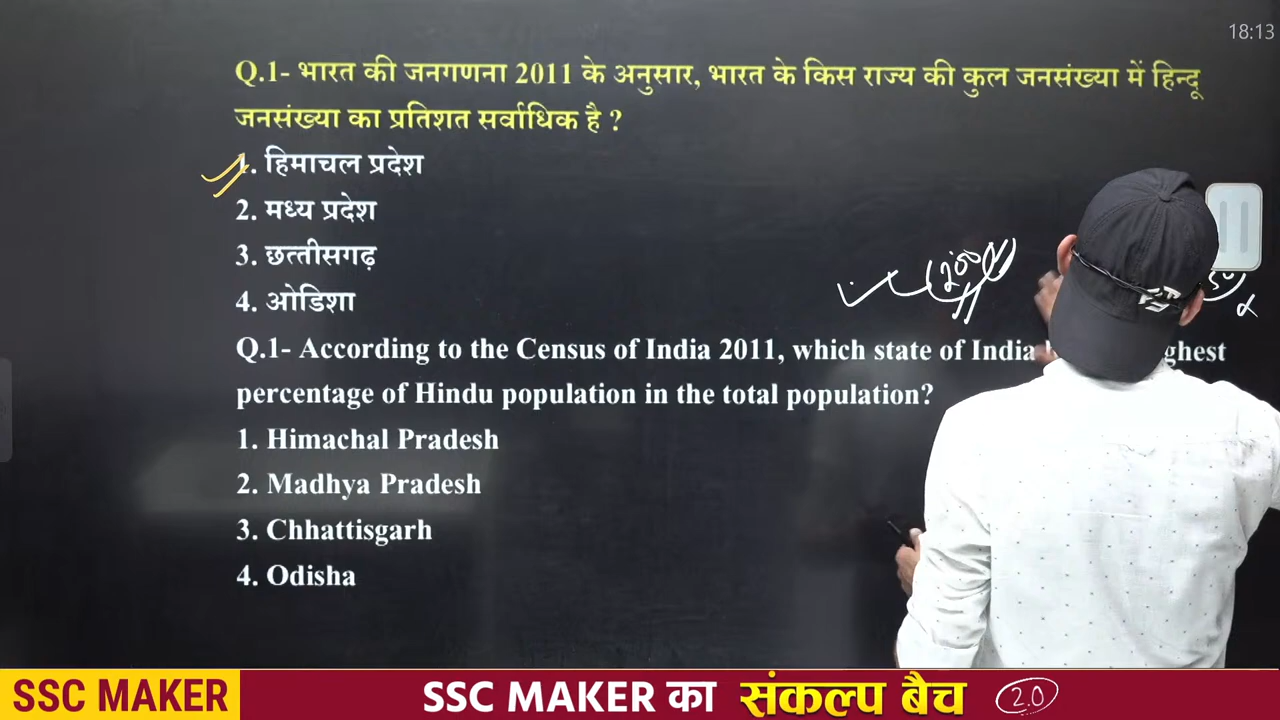 18:13
Q.1- भारत की जनगणना 2011 के अनुसार, भारत के किस राज्य की कुल जनसंख्या में हिन्दू
जनसंख्या का प्रतिशत सर्वाधिक है ?
1. हिमाचल प्रदेश
2. मध्य प्रदेश
3. छत्तीसगढ़
4. ओडिशा
Q.1- According to the Census of India 2011, which state of India
percentage of Hindu population in the total population?
1. Himachal Pradesh
2. Madhya Pradesh
3. Chhattisgarh
4. Odisha
SSC MAKER
SSC MAKER का संकल्प बैच 2.0